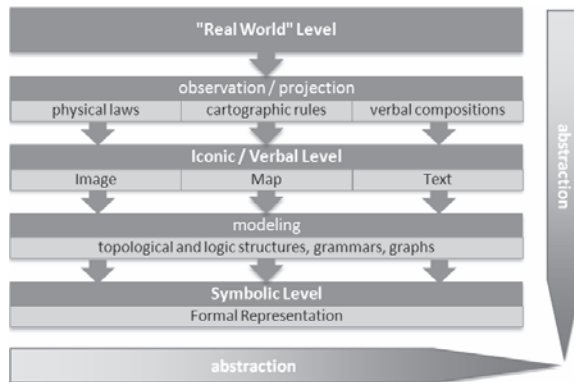 "Real World" Level
observation / projection
physical laws cartographic rules verbal compositions
Iconic / Verbal Level
Image Map Text
modeling
topological and logic structures, grammars, graphs
Symbolic Level
Formal Representation
abstraction
abstraction